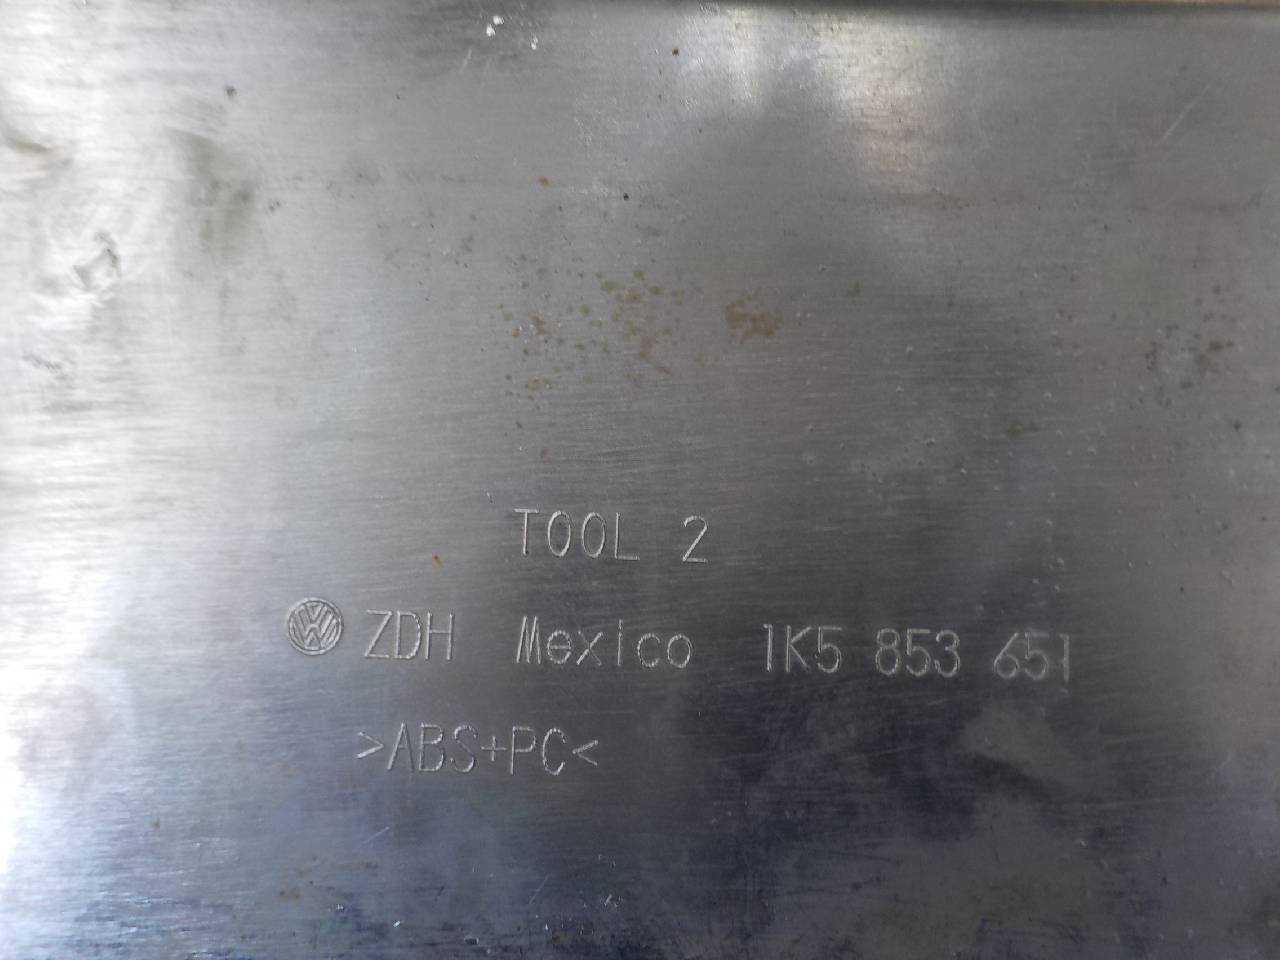 TOOL 2
ZDH Mexico 1K5 853 651
>ABS+PC<